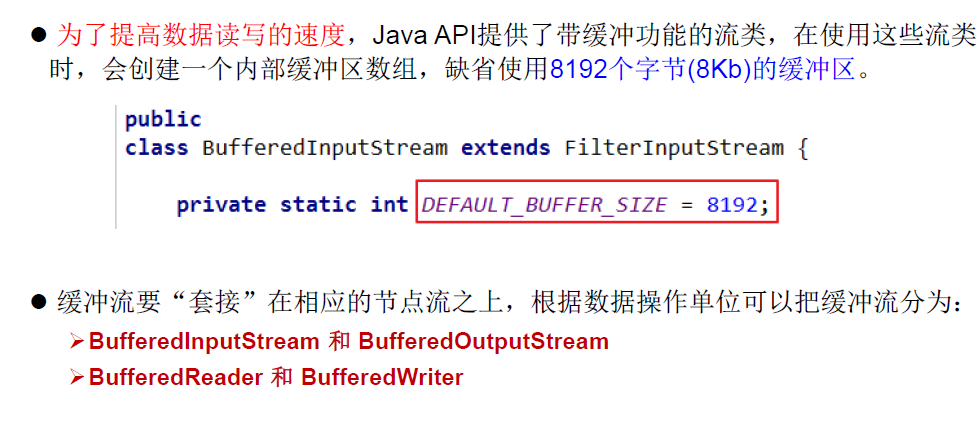 ● 为了提高数据读写的速度，Java API提供了带缓冲功能的流类，在使用这些流类
时，会创建一个内部缓冲区数组，缺省使用8192个字节(8Kb)的缓冲区。
public
class BufferedInputStream extends FilterInputStream {
private static int DEFAULT_BUFFER_SIZE = 8192;
● 缓冲流要“套接”在相应的节点流之上，根据数据操作单位可以把缓冲流分为：
➢BufferedInputStream 和 BufferedOutputStream
➢BufferedReader 和 BufferedWriter